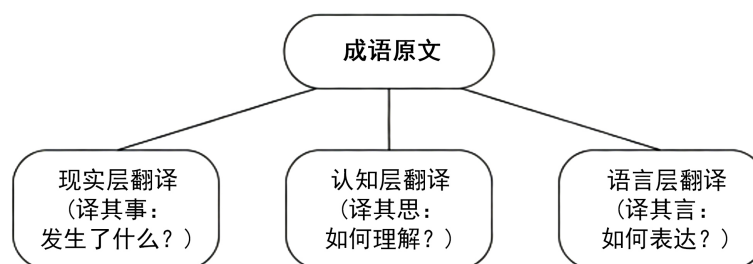 成语原文
现实层翻译
(译其事：
发生了什么？)
认知层翻译
(译其思：
如何理解？)
语言层翻译
(译其言：
如何表达？)